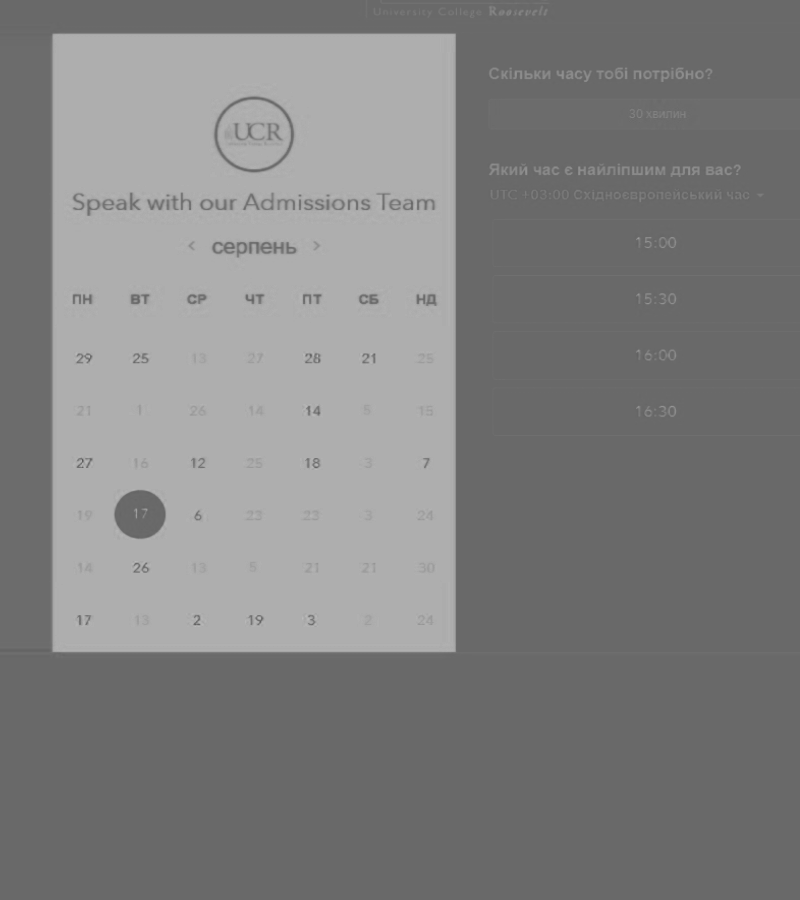 University College Roosevelt
UCR
Speak with our Admissions Team
< серпень >
ПН ВТ СР ЧТ ПТ СБ НД
29 25 13 27 28 21 25
21 1 26 14 14 5 15
27 16 12 25 18 3 7
19 17 6 23 23 3 24
14 26 13 5 21 21 30
17 13 2 19 3 2 24
Скільки часу тобі потрібно?
30 хвилин
Який час є найліпшим для вас?
UTC +03:00 Східноєвропейський час
15:00
15:30
16:00
16:30